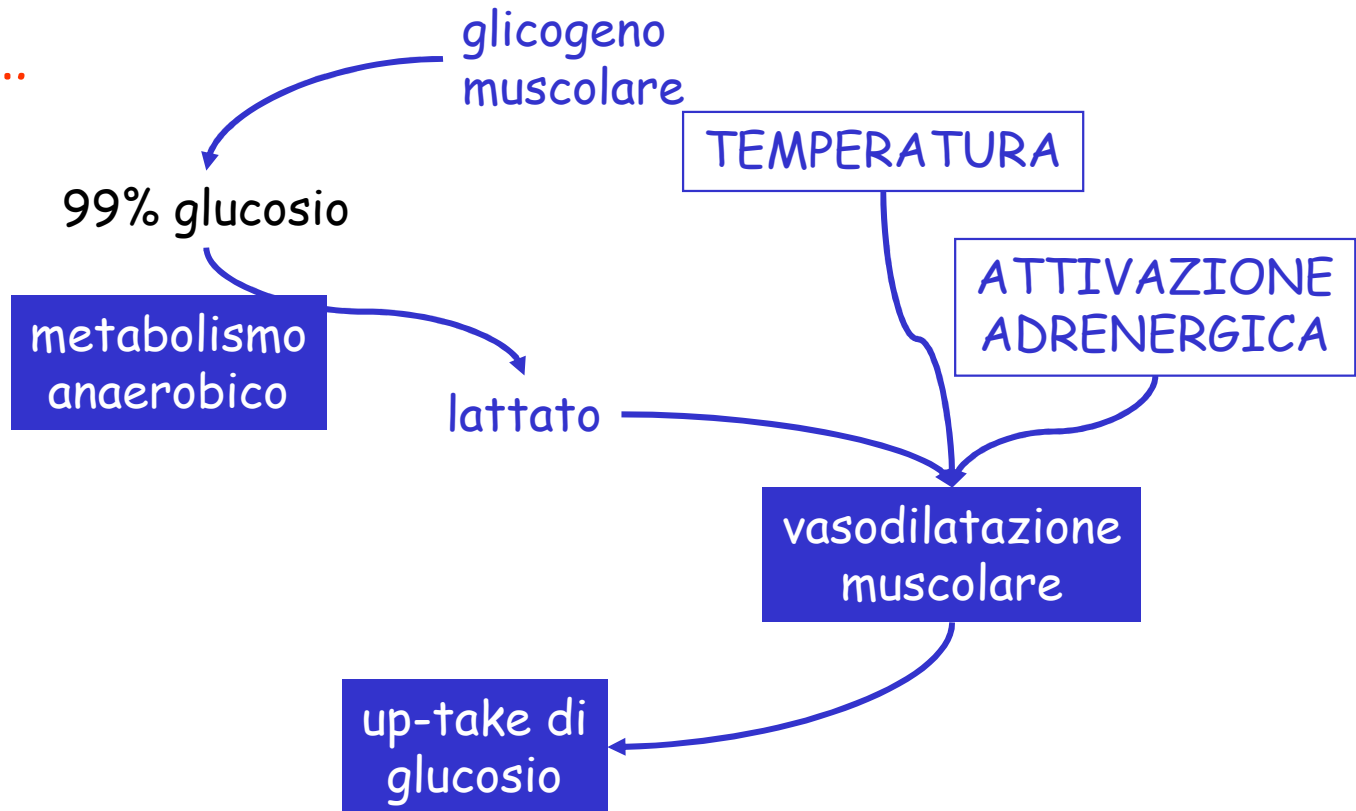 ..
glicogeno
muscolare
TEMPERATURA
99% glucosio
ATTIVAZIONE
ADRENERGICA
metabolismo
anaerobico
lattato
vasodilatazione
muscolare
up-take di
glucosio